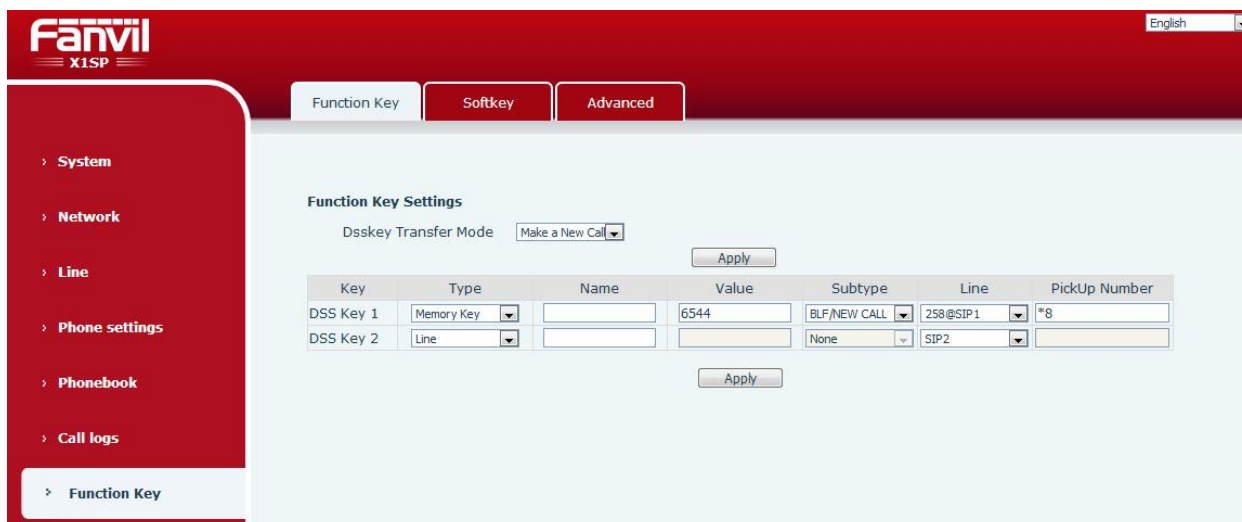 Fanvil
X1SP
English
Function Key Softkey Advanced
› System
› Network
› Line
› Phone settings
› Phonebook
› Call logs
› Function Key
Function Key Settings
Dsskey Transfer Mode Make a New Call
Apply
Key Type Name Value Subtype Line PickUp Number
DSS Key 1 Memory Key 6544 BLF/NEW CALL 258@SIP1 *8
DSS Key 2 Line None SIP2
Apply